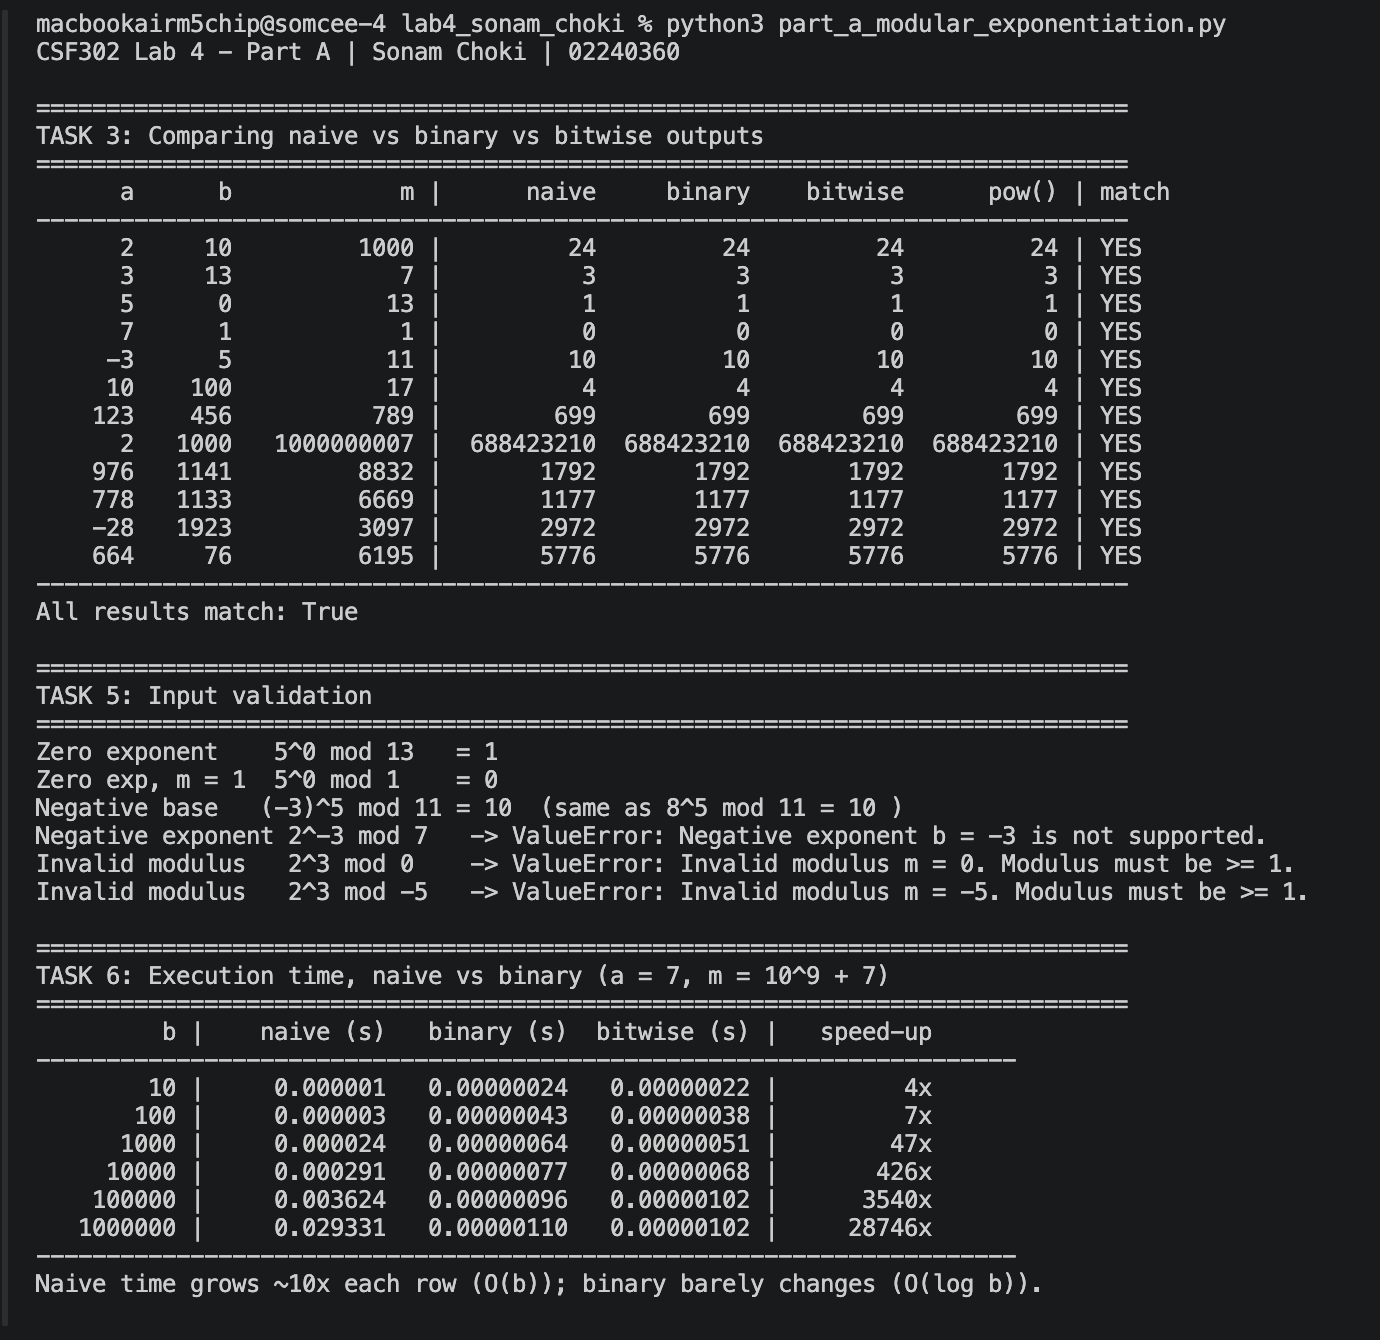 macbookairm5chip@somcee-4 lab4_sonam_choki % python3 part_a_modular_exponentiation.py
CSF302 Lab 4 - Part A | Sonam Choki | 02240360
==============================================================================
TASK 3: Comparing naive vs binary vs bitwise outputs
==============================================================================
      a      b            m |      naive     binary    bitwise      pow() | match
------------------------------------------------------------------------------
      2     10         1000 |         24         24         24         24 | YES
      3     13            7 |          3          3          3          3 | YES
      5      0           13 |          1          1          1          1 | YES
      7      1            1 |          0          0          0          0 | YES
     -3      5           11 |         10         10         10         10 | YES
     10    100           17 |          4          4          4          4 | YES
    123    456          789 |        699        699        699        699 | YES
      2   1000   1000000007 |  688423210  688423210  688423210  688423210 | YES
    976   1141         8832 |       1792       1792       1792       1792 | YES
    778   1133         6669 |       1177       1177       1177       1177 | YES
    -28   1923         3097 |       2972       2972       2972       2972 | YES
    664     76         6195 |       5776       5776       5776       5776 | YES
------------------------------------------------------------------------------
All results match: True
==============================================================================
TASK 5: Input validation
==============================================================================
Zero exponent    5^0 mod 13   = 1
Zero exp, m = 1  5^0 mod 1    = 0
Negative base   (-3)^5 mod 11 = 10  (same as 8^5 mod 11 = 10 )
Negative exponent 2^-3 mod 7   -> ValueError: Negative exponent b = -3 is not supported.
Invalid modulus   2^3 mod 0    -> ValueError: Invalid modulus m = 0. Modulus must be >= 1.
Invalid modulus   2^3 mod -5   -> ValueError: Invalid modulus m = -5. Modulus must be >= 1.
==============================================================================
TASK 6: Execution time, naive vs binary (a = 7, m = 10^9 + 7)
==============================================================================
         b |    naive (s)   binary (s)  bitwise (s) |   speed-up
----------------------------------------------------------------------
        10 |     0.000001   0.00000024   0.00000022 |         4x
       100 |     0.000003   0.00000043   0.00000038 |         7x
      1000 |     0.000024   0.00000064   0.00000051 |        47x
     10000 |     0.000291   0.00000077   0.00000068 |       426x
    100000 |     0.003624   0.00000096   0.00000102 |      3540x
   1000000 |     0.029331   0.00000110   0.00000102 |     28746x
----------------------------------------------------------------------
Naive time grows ~10x each row (O(b)); binary barely changes (O(log b)).